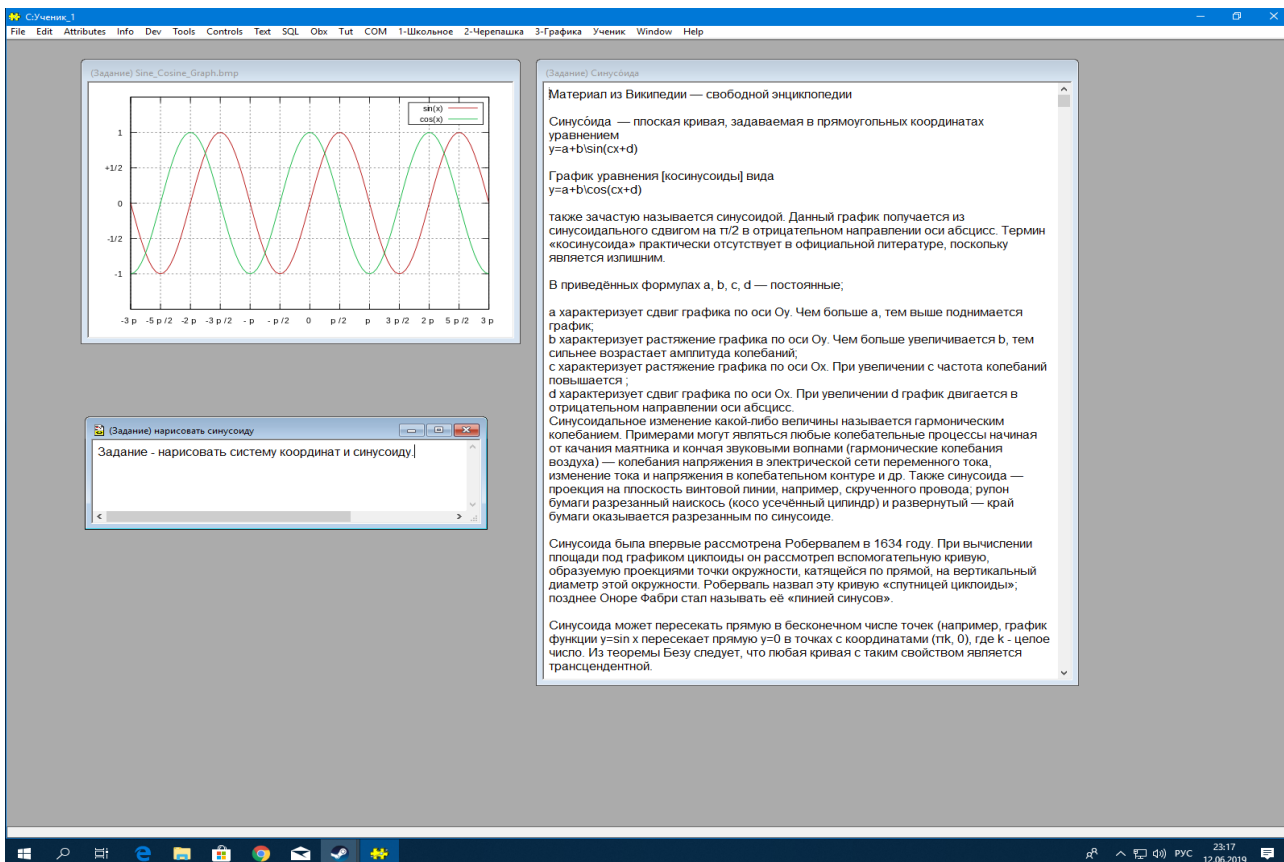 С:Ученик_1
File Edit Attributes Info Dev Tools Controls Text SQL Obx Tut COM 1-Школьное 2-Черепашка 3-Графика Ученик Window Help
(Задание) Sine_Cosine_Graph.bmp
sin(x)
cos(x)
1
+1/2
0
-1/2
-1
-3 p -5 p /2 -2 p -3 p /2 - p - p /2 0 p /2 p 3 p /2 2 p 5 p /2 3 p
(Задание) нарисовать синусоиду
Задание - нарисовать систему координат и синусоиду.
(Задание) Сину́соида
Материал из Википедии — свободной энциклопедии
Синусо́ида — плоская кривая, задаваемая в прямоугольных координатах
уравнением
y=a+b\sin(cx+d)
График уравнения [косинусоиды] вида
y=a+b\cos(cx+d)
также зачастую называется синусоидой. Данный график получается из
синусоидального сдвигом на π/2 в отрицательном направлении оси абсцисс. Термин
«косинусоида» практически отсутствует в официальной литературе, поскольку
является излишним.
В приведённых формулах a, b, c, d — постоянные;
a характеризует сдвиг графика по оси Oy. Чем больше a, тем выше поднимается
график;
b характеризует растяжение графика по оси Oy. Чем больше увеличивается b, тем
сильнее возрастает амплитуда колебаний;
с характеризует растяжение графика по оси Ox. При увеличении с частота колебаний
повышается ;
d характеризует сдвиг графика по оси Ox. При увеличении d график двигается в
отрицательном направлении оси абсцисс.
Синусоидальное изменение какой-либо величины называется гармоническим
колебанием. Примерами могут являться любые колебательные процессы начиная
от качания маятника и кончая звуковыми волнами (гармонические колебания
воздуха) — колебания напряжения в электрической сети переменного тока,
изменение тока и напряжения в колебательном контуре и др. Также синусоида —
проекция на плоскость винтовой линии, например, скрученного провода; рулон
бумаги разрезанный наискось (косо усечённый цилиндр) и развернутый — край
бумаги оказывается разрезанным по синусоиде.
Синусоида была впервые рассмотрена Робервалем в 1634 году. При вычислении
площади под графиком циклоиды он рассмотрел вспомогательную кривую,
образуемую проекциями точки окружности, катящейся по прямой, на вертикальный
диаметр этой окружности. Роберваль назвал эту кривую «спутницей циклоиды»;
позднее Оноре Фабри стал называть её «линией синусов».
Синусоида может пересекать прямую в бесконечном числе точек (например, график
функции y=sin x пересекает прямую y=0 в точках с координатами (πk, 0), где k - целое
число. Из теоремы Безу следует, что любая кривая с таким свойством является
трансцендентной.
РУС
23:17
12.06.2019